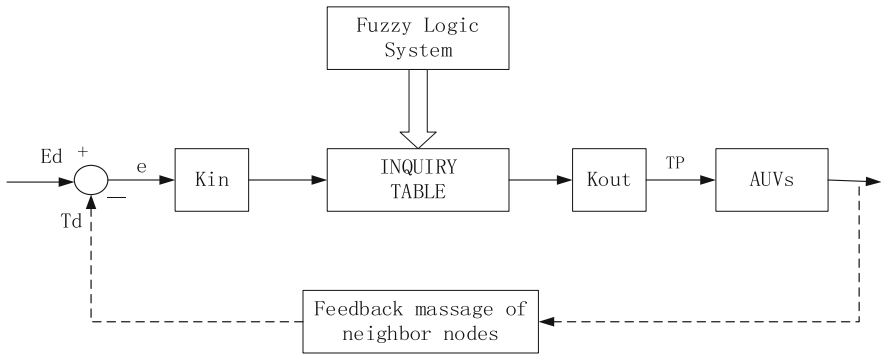 Fuzzy Logic
System
Ed
+
e
Kin
INQUIRY
TABLE
Kout
TP
AUVs
—
Td
Feedback massage of
neighbor nodes